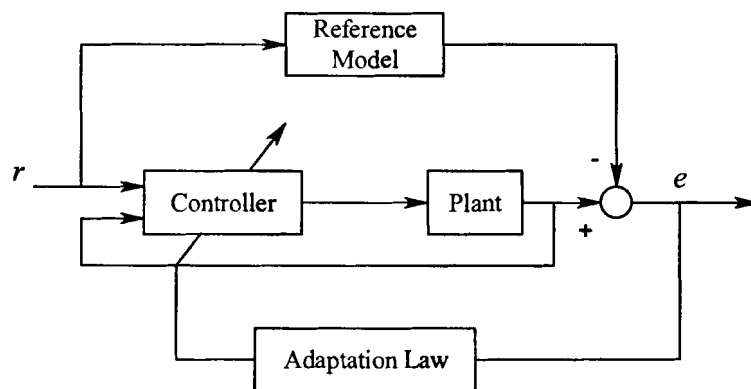 Reference
Model
-
r
e
Controller
Plant
+
Adaptation Law